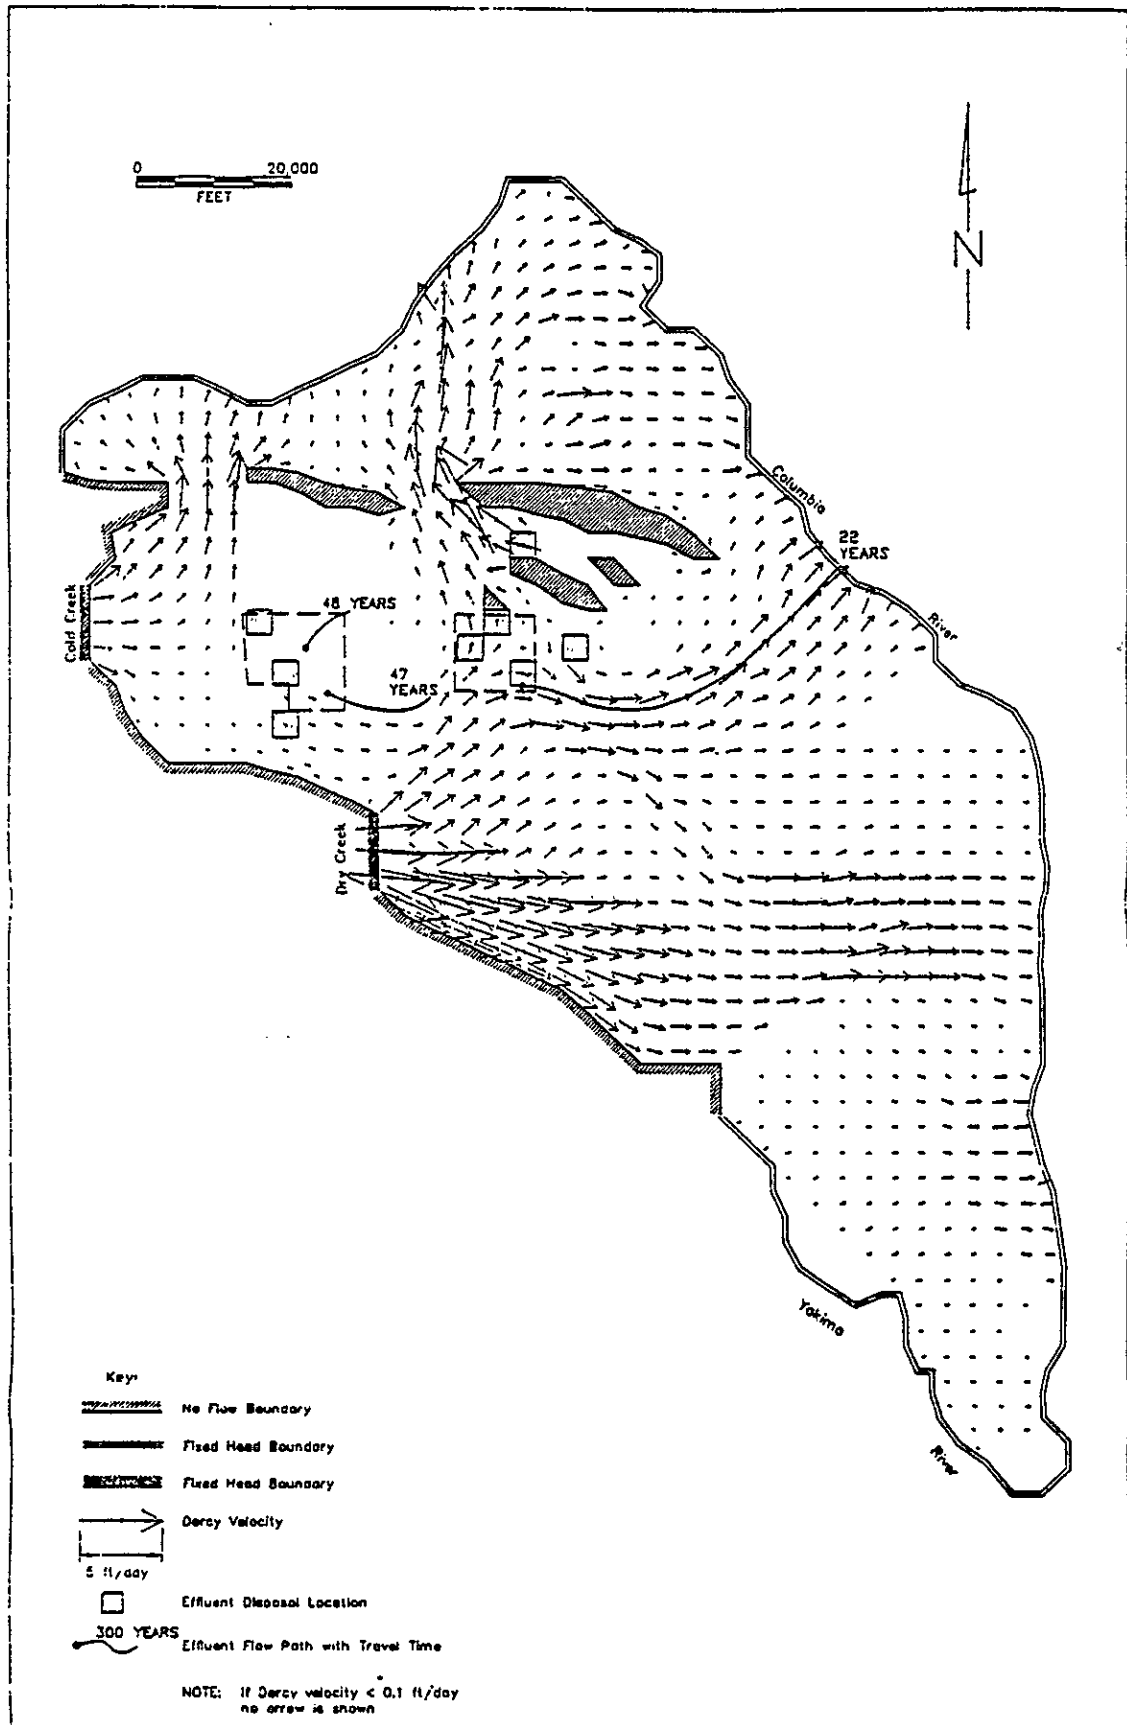 0 20,000
FEET
N
Columbia
22
YEARS
River
Cold Creek
48 YEARS
47
YEARS
Dry Creek
Yakima
River
Key:
No Flow Boundary
Fixed Head Boundary
Fixed Head Boundary
Darcy Velocity
5 ft/day
Effluent Disposal Location
300 YEARS
Effluent Flow Path with Travel Time
NOTE: If Darcy velocity < 0.1 ft/day
no arrow is shown